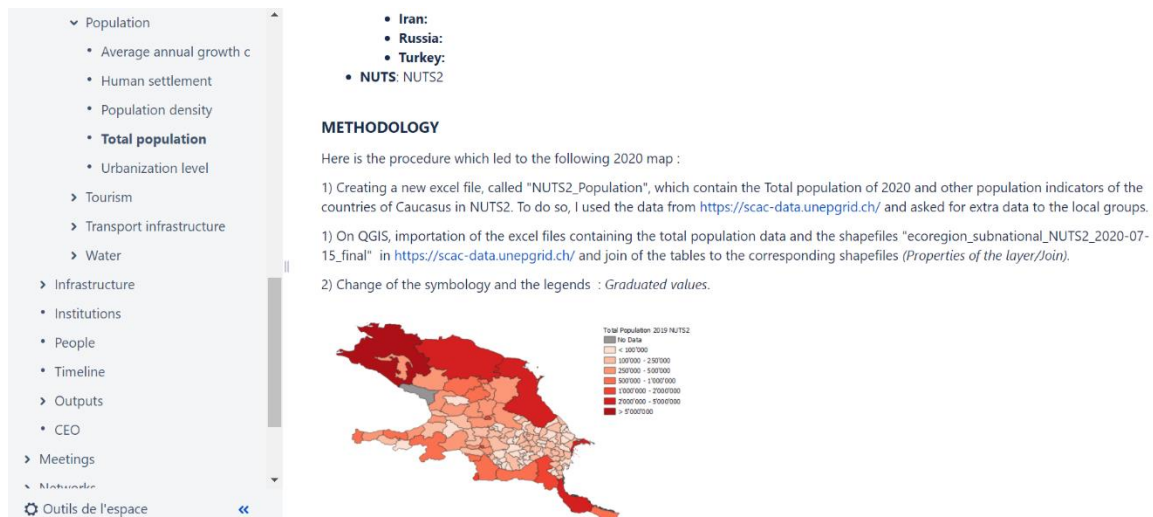 Population
Average annual growth c
Human settlement
Population density
Total population
Urbanization level
Tourism
Transport infrastructure
Water
Infrastructure
Institutions
People
Timeline
Outputs
CEO
Meetings
Networks
Outils de l'espace
«
• Iran:
• Russia:
• Turkey:
• NUTS: NUTS2
METHODOLOGY
Here is the procedure which led to the following 2020 map :
1) Creating a new excel file, called "NUTS2_Population", which contain the Total population of 2020 and other population indicators of the
countries of Caucasus in NUTS2. To do so, I used the data from https://scac-data.unepgrid.ch/ and asked for extra data to the local groups.
1) On QGIS, importation of the excel files containing the total population data and the shapefiles "ecoregion_subnational_NUTS2_2020-07-
15_final" in https://scac-data.unepgrid.ch/ and join of the tables to the corresponding shapefiles (Properties of the layer/Join).
2) Change of the symbology and the legends : Graduated values.
Total Population 2019 NUTS2
No Data
< 100'000
100'000 - 250'000
250'000 - 500'000
500'000 - 1'000'000
1'000'000 - 2'000'000
2'000'000 - 5'000'000
> 5'000'000